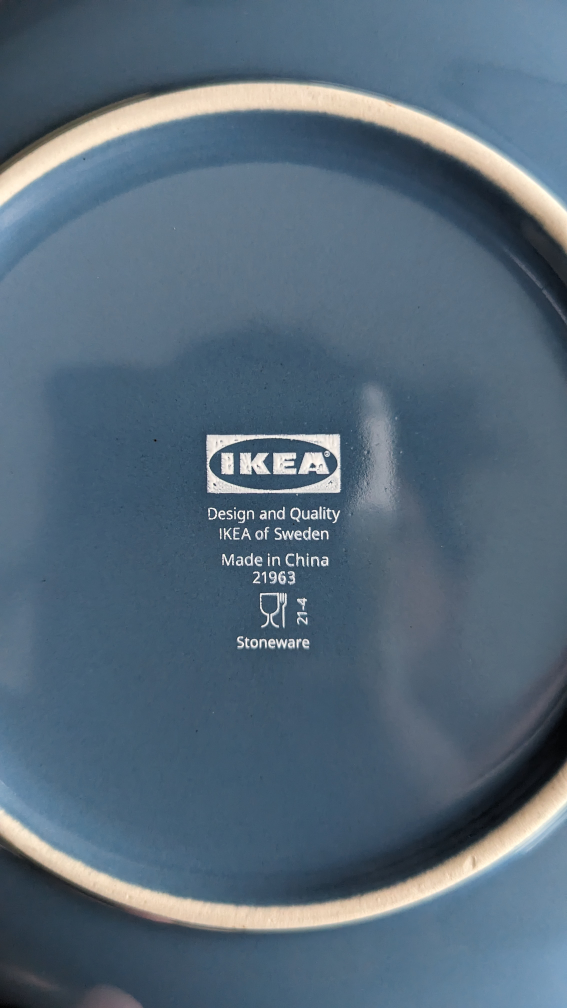 IKEA®
Design and Quality
IKEA of Sweden
Made in China
21963
21-4
Stoneware